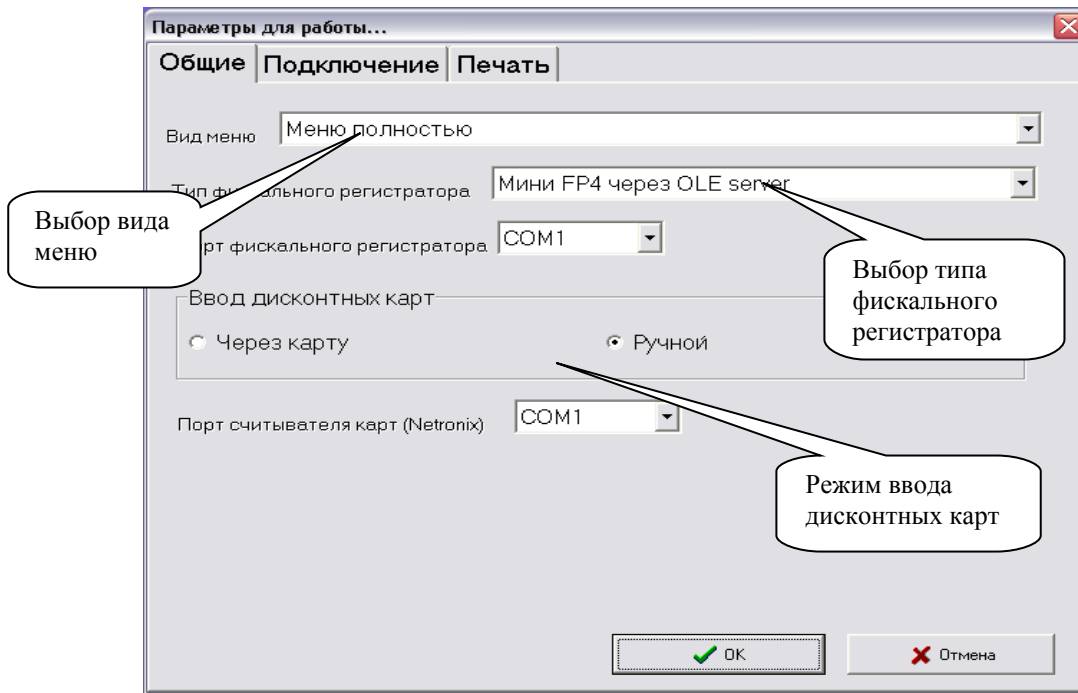 Параметры для работы...
Общие Подключение Печать
Вид меню Меню полностью
Тип фискального регистратора Мини FP4 через OLE server
Выбор вида
меню
фискального регистратора COM1
Выбор типа
фискального
регистратора
Ввод дисконтных карт
Через карту Ручной
Порт считывателя карт (Netronix) COM1
Режим ввода
дисконтных карт
OK Отмена